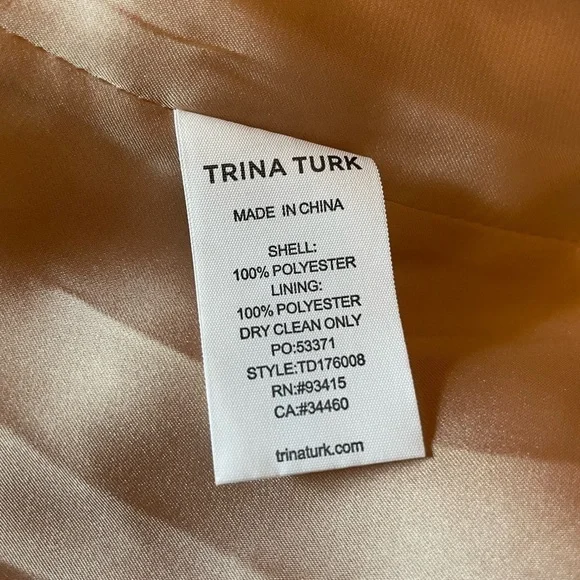 TRINA TURK
MADE IN CHINA
SHELL:
100% POLYESTER
LINING:
100% POLYESTER
DRY CLEAN ONLY
PO:53371
STYLE:TD176008
RN:#93415
CA:#34460
trinaturk.com